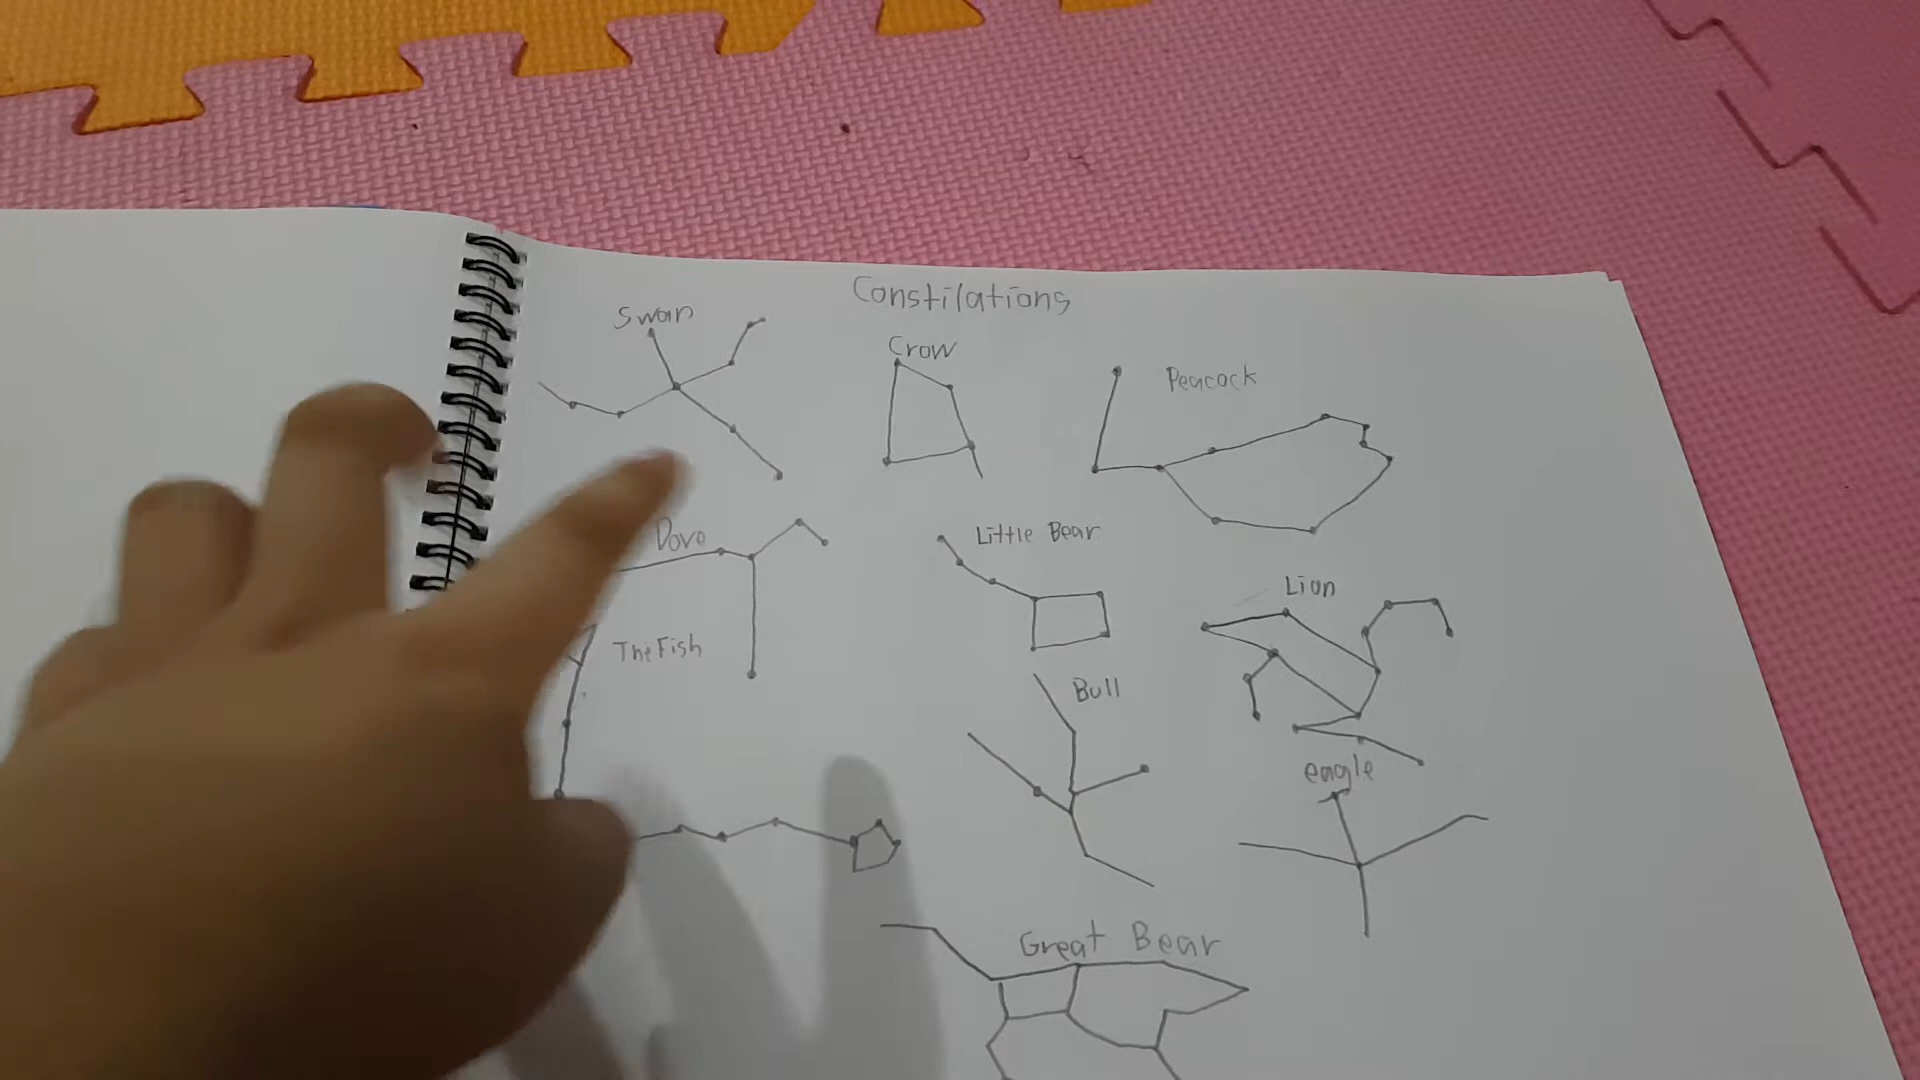 Constilations
Swan
Crow
Peacock
Dove
Little Bear
Lion
The Fish
Bull
eagle
Great Bear